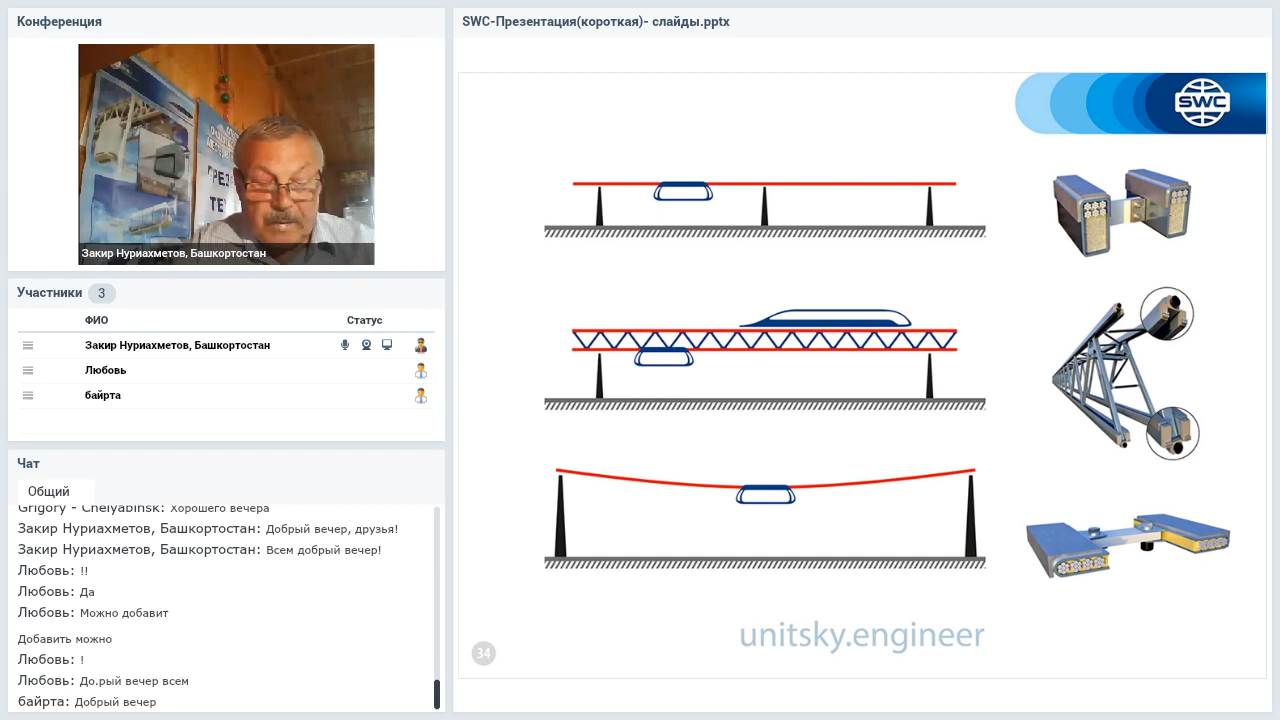 Конференция
Закир Нуриахметов, Башкортостан
Участники 3
ФИО Статус
Закир Нуриахметов, Башкортостан
Любовь
байрта
Чат
Общий
Grigory - Chelyabinsk: Хорошего вечера
Закир Нуриахметов, Башкортостан: Добрый вечер, друзья!
Закир Нуриахметов, Башкортостан: Всем добрый вечер!
Любовь: !!
Любовь: Да
Любовь: Можно добавит
Добавить можно
Любовь: !
Любовь: До.рый вечер всем
байрта: Добрый вечер
SWC-Презентация(короткая)- слайды.pptx
SWC
unitsky.engineer
34